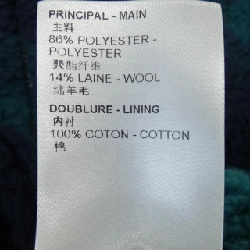 PRINCIPAL - MAIN
主料
86% POLYESTER -
POLYESTER
聚酯纤维
14% LAINE - WOOL
绵羊毛
DOUBLURE - LINING
内衬
100% COTON - COTTON
棉